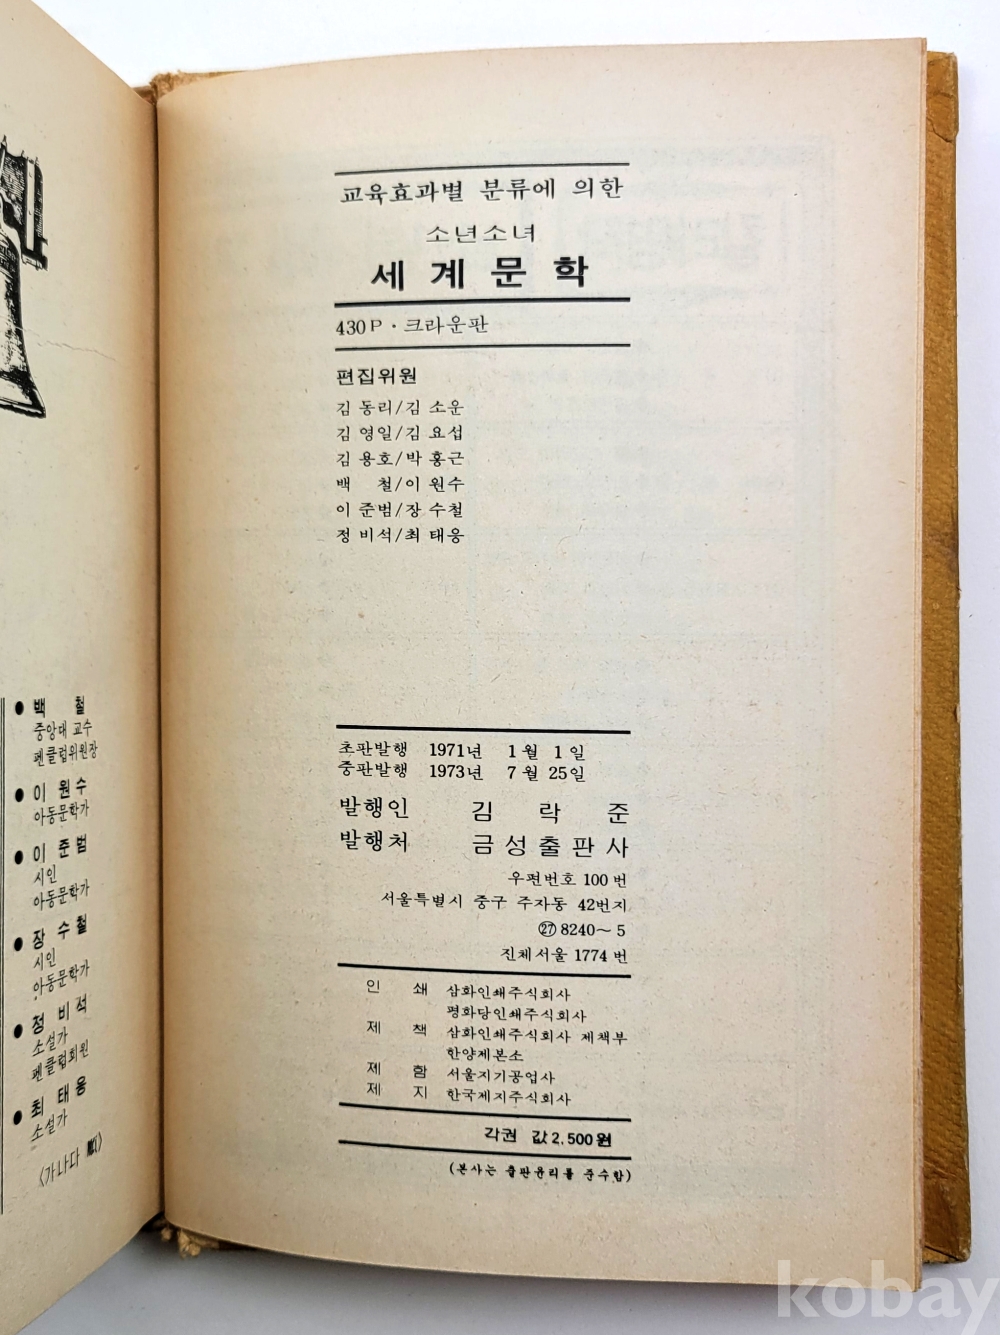 백 철
중앙대 교수
펜클럽위원장
이 원수
아동문학가
이 준범
시인
아동문학가
장 수철
시인
아동문학가
정 비석
소설가
펜클럽회원
최 태응
소설가
〈가나다 順〉
교육효과별 분류에 의한
소년소녀
세계문학
430P · 크라운판
편집위원
김 동리/김 소운
김 영일/김 요섭
김 용호/박 홍근
백 철/이 원수
이 준범/장 수철
정 비석/최 태응
초판발행 1971년 1월 1일
중판발행 1973년 7월 25일
발행인 김 락 준
발행처 금성출판사
우편번호 100 번
서울특별시 중구 주자동 42번지
㉗ 8240~5
진체서울 1774 번
인 쇄 삼화인쇄주식회사
평화당인쇄주식회사
제 책 삼화인쇄주식회사 제책부
한양제본소
제 함 서울지기공업사
제 지 한국제지주식회사
각권 값 2,500원
(본사는 출판윤리를 준수함)
kobay